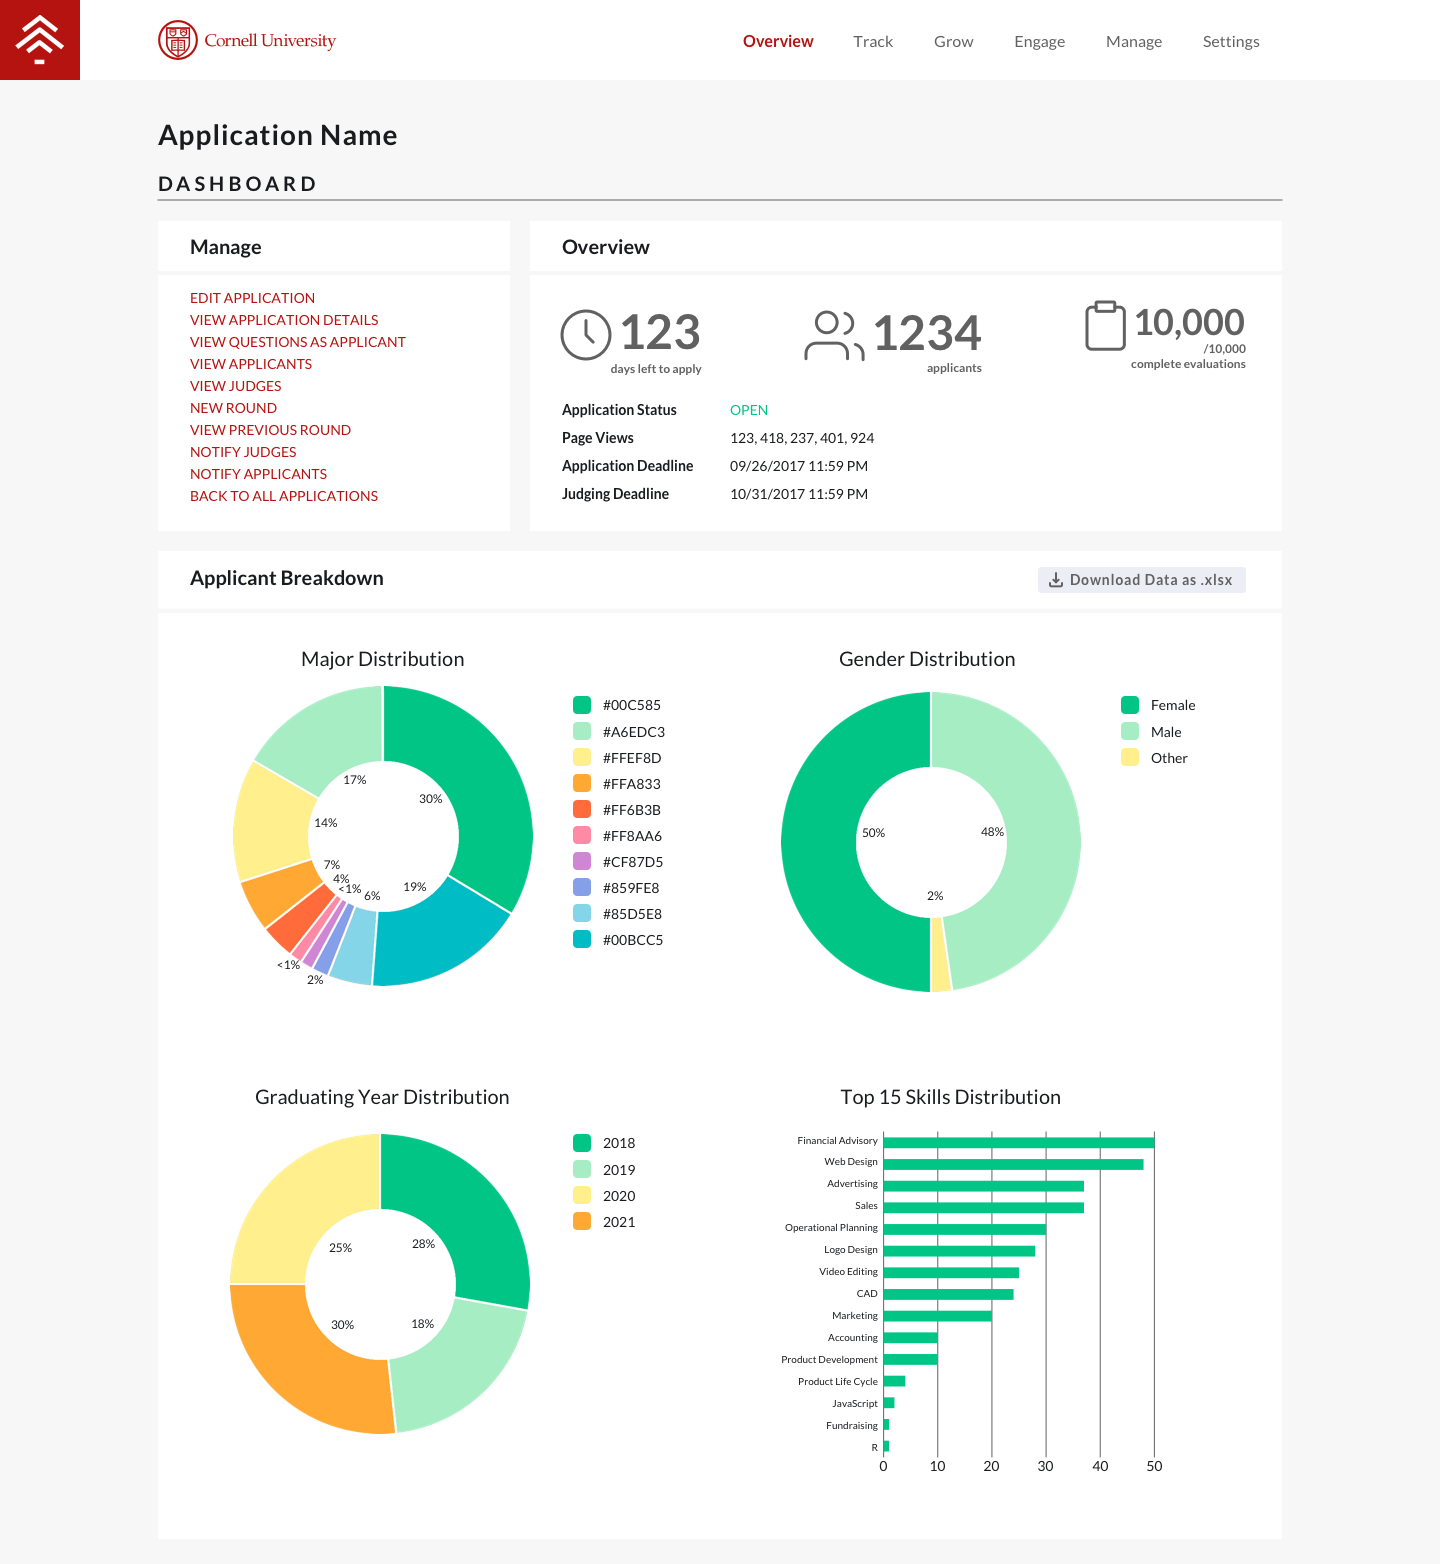 Cornell University
Overview Track Grow Engage Manage Settings
Application Name
DASHBOARD
Manage
EDIT APPLICATION
VIEW APPLICATION DETAILS
VIEW QUESTIONS AS APPLICANT
VIEW APPLICANTS
VIEW JUDGES
NEW ROUND
VIEW PREVIOUS ROUND
NOTIFY JUDGES
NOTIFY APPLICANTS
BACK TO ALL APPLICATIONS
Overview
123
days left to apply
1234
applicants
10,000
/10,000
complete evaluations
Application Status OPEN
Page Views 123, 418, 237, 401, 924
Application Deadline 09/26/2017 11:59 PM
Judging Deadline 10/31/2017 11:59 PM
Applicant Breakdown
Download Data as .xlsx
Major Distribution
17%
30%
14%
7%
4%
<1%
6%
19%
<1%
2%
#00C585
#A6EDC3
#FFEF8D
#FFA833
#FF6B3B
#FF8AA6
#CF87D5
#859FE8
#85D5E8
#00BCC5
Gender Distribution
50%
48%
2%
Female
Male
Other
Graduating Year Distribution
25%
28%
30%
18%
2018
2019
2020
2021
Top 15 Skills Distribution
Financial Advisory
Web Design
Advertising
Sales
Operational Planning
Logo Design
Video Editing
CAD
Marketing
Accounting
Product Development
Product Life Cycle
JavaScript
Fundraising
R
0 10 20 30 40 50